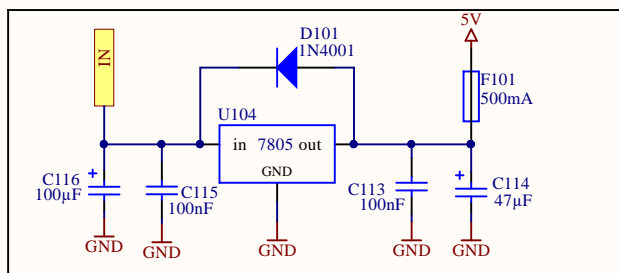 5V
IN
D101
1N4001
F101
500mA
U104
in 7805 out
GND
C116
100µF
C115
100nF
C113
100nF
C114
47µF
GND
GND
GND
GND
GND